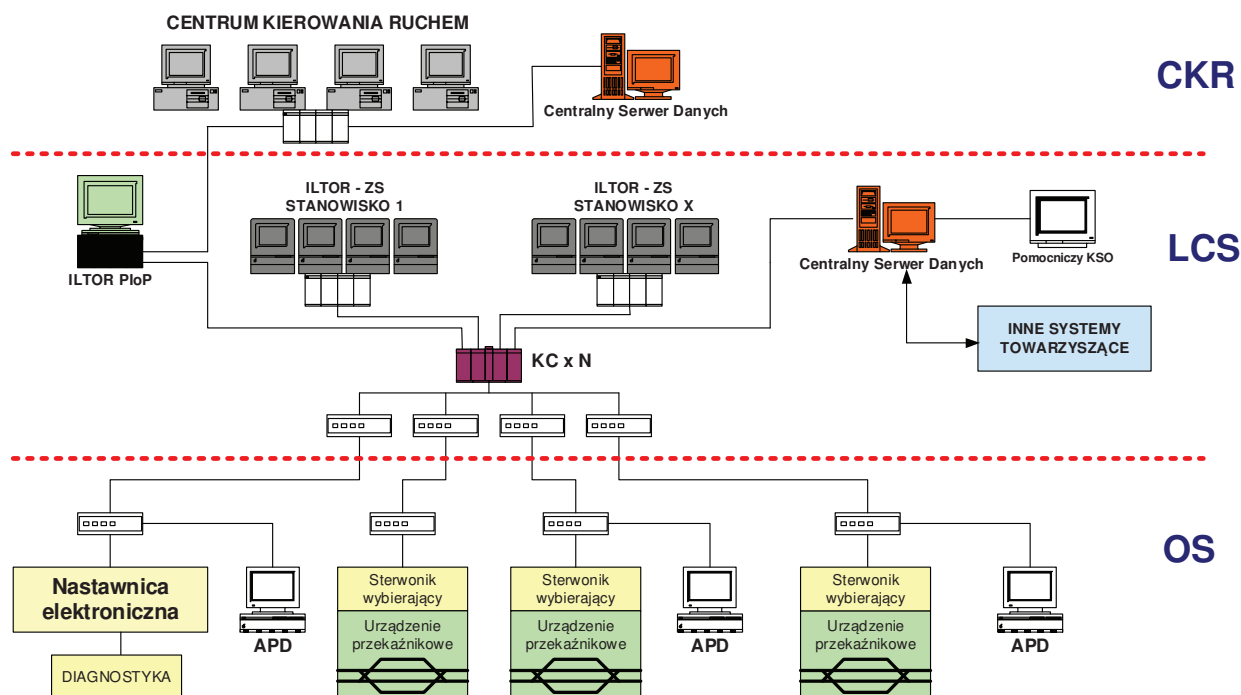 CENTRUM KIEROWANIA RUCHEM
CKR
Centralny Serwer Danych
ILTOR - ZS
STANOWISKO 1
ILTOR - ZS
STANOWISKO X
LCS
ILTOR PIoP
Centralny Serwer Danych
Pomocniczy KSO
INNE SYSTEMY
TOWARZYSZĄCE
KC x N
OS
Nastawnica
elektroniczna
DIAGNOSTYKA
APD
Sterwonik
wybierający
Urządzenie
przekaźnikowe
Sterwonik
wybierający
Urządzenie
przekaźnikowe
APD
Sterwonik
wybierający
Urządzenie
przekaźnikowe
APD